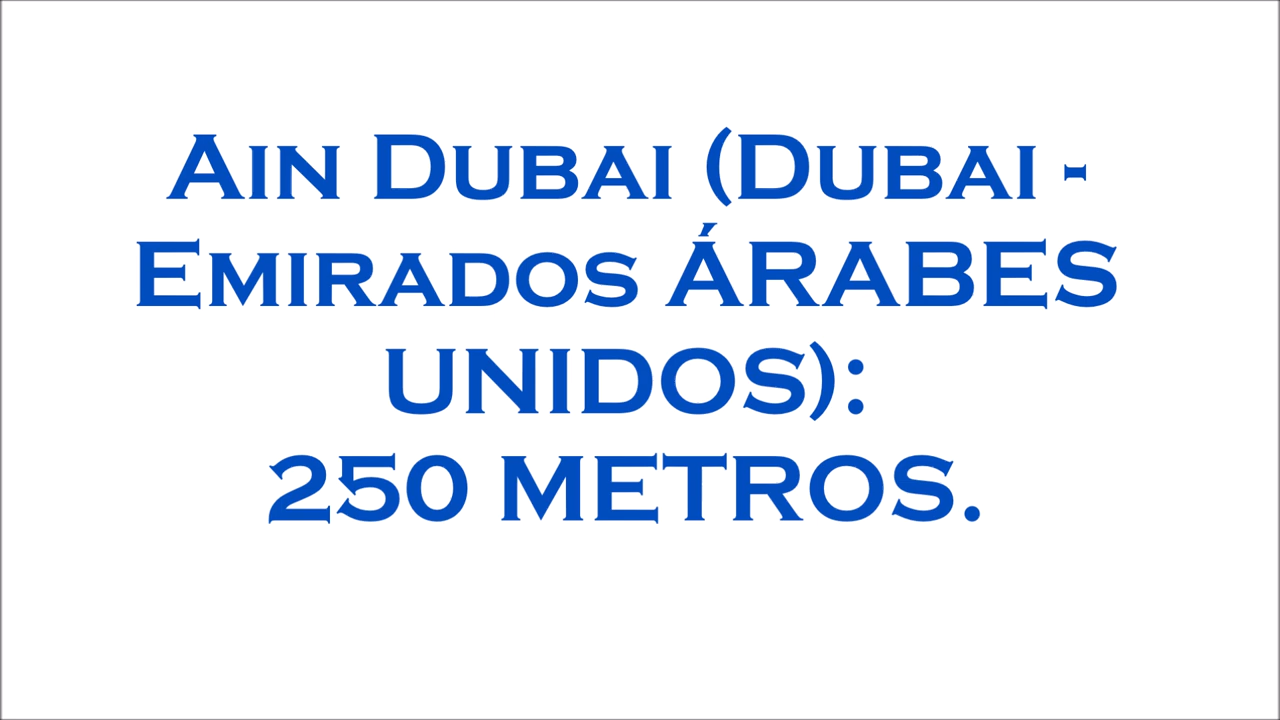 Ain Dubai (Dubai -
Emirados ÁRABES
UNIDOS):
250 METROS.